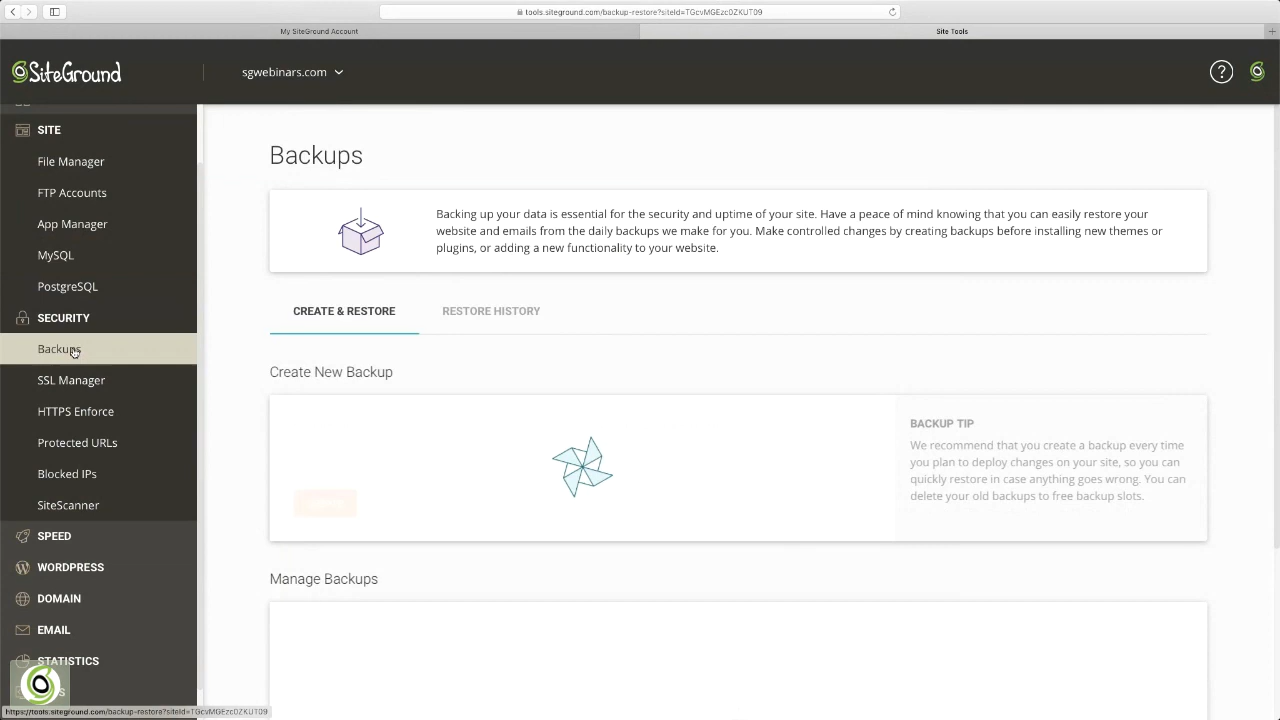 tools.siteground.com/backup-restore?siteId=TGcvMGEzc0ZKUT09
My SiteGround Account
Site Tools
SiteGround
sgwebinars.com
?
SITE
File Manager
FTP Accounts
App Manager
MySQL
PostgreSQL
SECURITY
Backups
SSL Manager
HTTPS Enforce
Protected URLs
Blocked IPs
SiteScanner
SPEED
WORDPRESS
DOMAIN
EMAIL
STATISTICS
Backups
Backing up your data is essential for the security and uptime of your site. Have a peace of mind knowing that you can easily restore your
website and emails from the daily backups we make for you. Make controlled changes by creating backups before installing new themes or
plugins, or adding a new functionality to your website.
CREATE & RESTORE
RESTORE HISTORY
Create New Backup
BACKUP TIP
We recommend that you create a backup every time
you plan to deploy changes on your site, so you can
quickly restore in case anything goes wrong. You can
delete your old backups to free backup slots.
Manage Backups
https://tools.siteground.com/backup-restore?siteId=TGcvMGEzc0ZKUT09